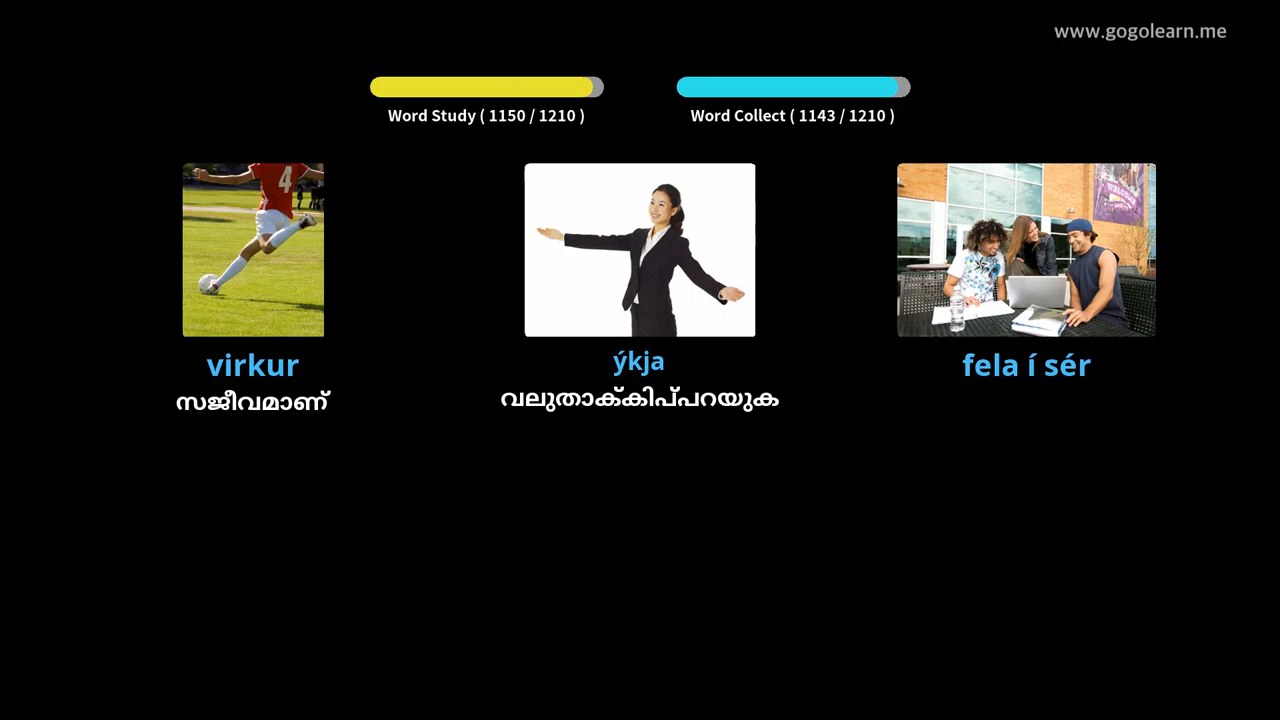 www.gogolearn.me
Word Study ( 1150 / 1210 )
Word Collect ( 1143 / 1210 )
4
virkur
ýkja
fela í sér
സജീവമാണ്
വലുതാക്കിപ്പറയുക